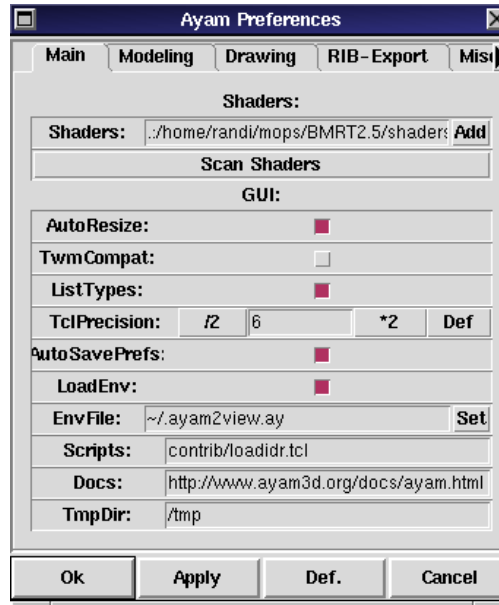 Ayam Preferences
Main Modeling Drawing RIB-Export Misc
Shaders:
Shaders: .:/home/randi/mops/BMRT2.5/shaders Add
Scan Shaders
GUI:
AutoResize:
TwmCompat:
ListTypes:
TclPrecision: /2 6 *2 Def
AutoSavePrefs:
LoadEnv:
EnvFile: ~/.ayam2view.ay Set
Scripts: contrib/loadidr.tcl
Docs: http://www.ayam3d.org/docs/ayam.html
TmpDir: /tmp
Ok Apply Def. Cancel